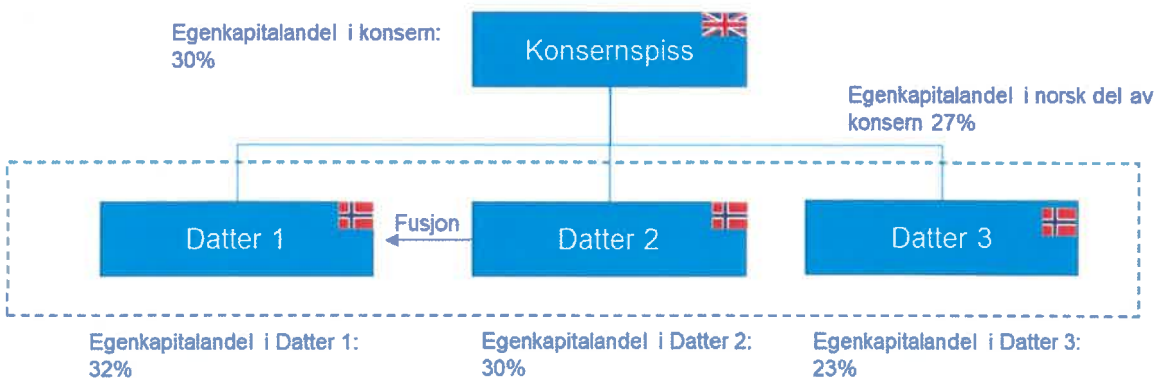 Egenkapitalandel i konsern:
30%
Konsernspiss
Egenkapitalandel i norsk del av
konsern 27%
Datter 1
Fusjon
Datter 2
Datter 3
Egenkapitalandel i Datter 1:
32%
Egenkapitalandel i Datter 2:
30%
Egenkapitalandel i Datter 3:
23%